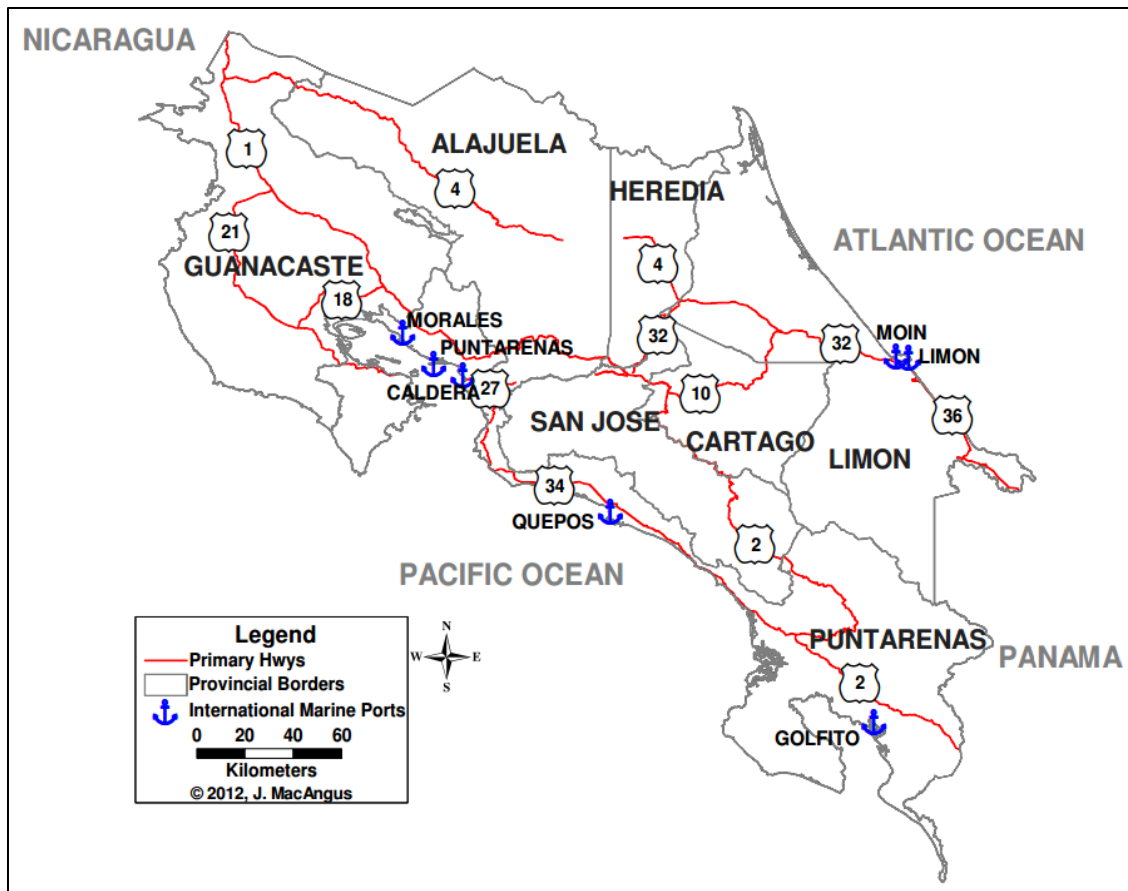 NICARAGUA
ALAJUELA
1
4
HEREDIA
21
ATLANTIC OCEAN
GUANACASTE
4
18
MORALES
PUNTARENAS
32
32
MOIN
LIMON
CALDERA
27
10
SAN JOSE
CARTAGO
36
LIMON
34
QUEPOS
2
PACIFIC OCEAN
PUNTARENAS
PANAMA
2
GOLFITO
Legend
Primary Hwys
Provincial Borders
International Marine Ports
0 20 40 60
Kilometers
© 2012, J. MacAngus
N
W E
S